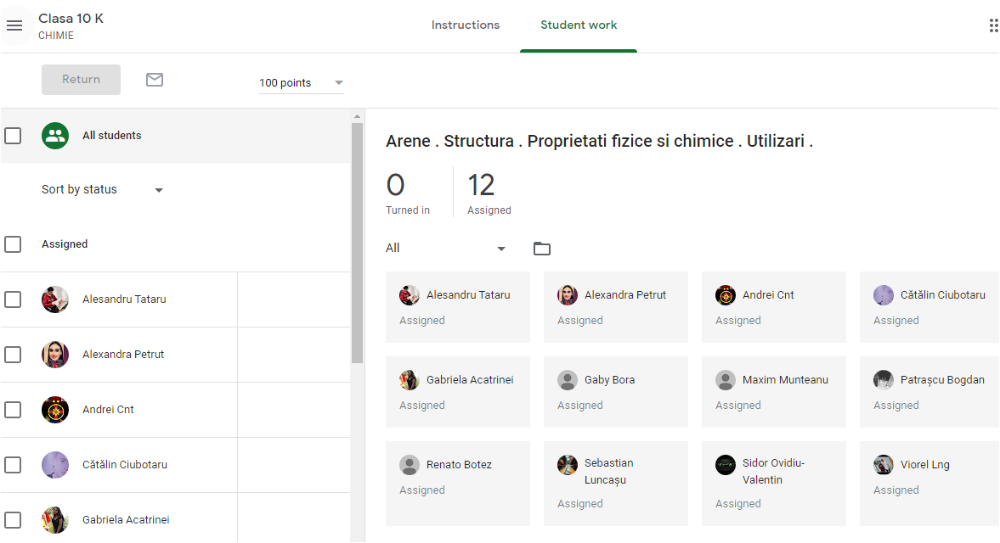 Clasa 10 K
CHIMIE
Instructions
Student work
Return
100 points
All students
Sort by status
Assigned
Alesandru Tataru
Alexandra Petrut
Andrei Cnt
Cătălin Ciubotaru
Gabriela Acatrinei
Arene . Structura . Proprietati fizice si chimice . Utilizari .
0
Turned in
12
Assigned
All
Alesandru Tataru
Assigned
Alexandra Petrut
Assigned
Andrei Cnt
Assigned
Cătălin Ciubotaru
Assigned
Gabriela Acatrinei
Assigned
Gaby Bora
Assigned
Maxim Munteanu
Assigned
Patrașcu Bogdan
Assigned
Renato Botez
Assigned
Sebastian
Luncașu
Assigned
Sidor Ovidiu-
Valentin
Assigned
Viorel Lng
Assigned